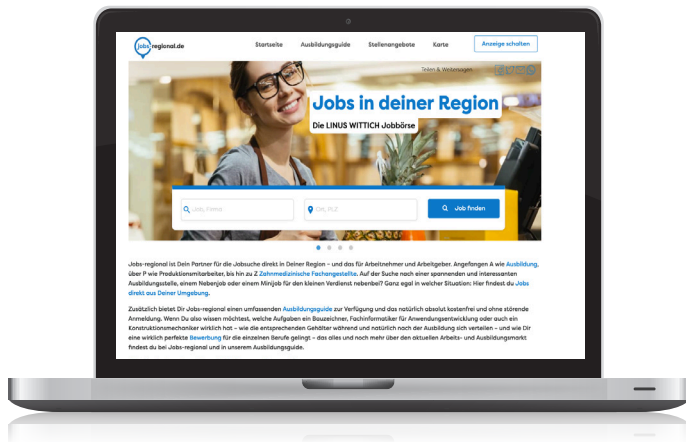 jobs-regional.de
Startseite Ausbildungsguide Stellenangebote Karte Anzeige schalten
Teilen & Weitersagen
Jobs in deiner Region
Die LINUS WITTICH Jobbörse
Job, Firma Ort, PLZ Job finden
Jobs-regional ist Dein Partner für die Jobsuche direkt in Deiner Region – und das für Arbeitnehmer und Arbeitgeber. Angefangen A wie Ausbildung,
über P wie Produktionsmitarbeiter, bis hin zu Z Zahnmedizinische Fachangestellte. Auf der Suche nach einer spannenden und interessanten
Ausbildungsstelle, einem Nebenjob oder einem Minijob für den kleinen Verdienst nebenbei? Ganz egal in welcher Situation: Hier findest du Jobs
direkt aus Deiner Umgebung.
Zusätzlich bietet Dir Jobs-regional einen umfassenden Ausbildungsguide zur Verfügung und das natürlich absolut kostenfrei und ohne störende
Anmeldung. Wenn Du also wissen möchtest, welche Aufgaben ein Bauzeichner, Fachinformatiker für Anwendungsentwicklung oder auch ein
Konstruktionsmechaniker wirklich hat – wie die entsprechenden Gehälter während und natürlich nach der Ausbildung sich verteilen – und wie Dir
eine wirklich perfekte Bewerbung für die einzelnen Berufe gelingt – das alles und noch mehr über den aktuellen Arbeits- und Ausbildungsmarkt
findest du bei Jobs-regional und in unserem Ausbildungsguide.